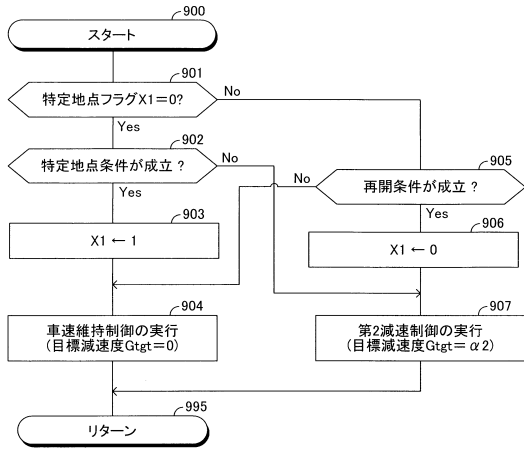 900
スタート
901
特定地点フラグX1=0?
No
Yes
902
特定地点条件が成立？
No
Yes
905
再開条件が成立？
No
Yes
903
X1 ← 1
906
X1 ← 0
904
車速維持制御の実行
(目標減速度Gtgt=0)
907
第2減速制御の実行
(目標減速度Gtgt=α2)
995
リターン